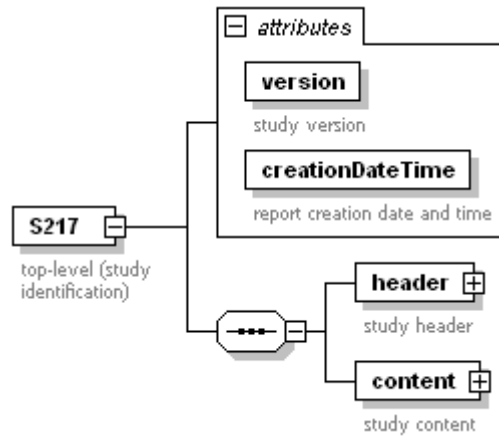 attributes
version
study version
creationDateTime
report creation date and time
S217
top-level (study
identification)
header
study header
content
study content